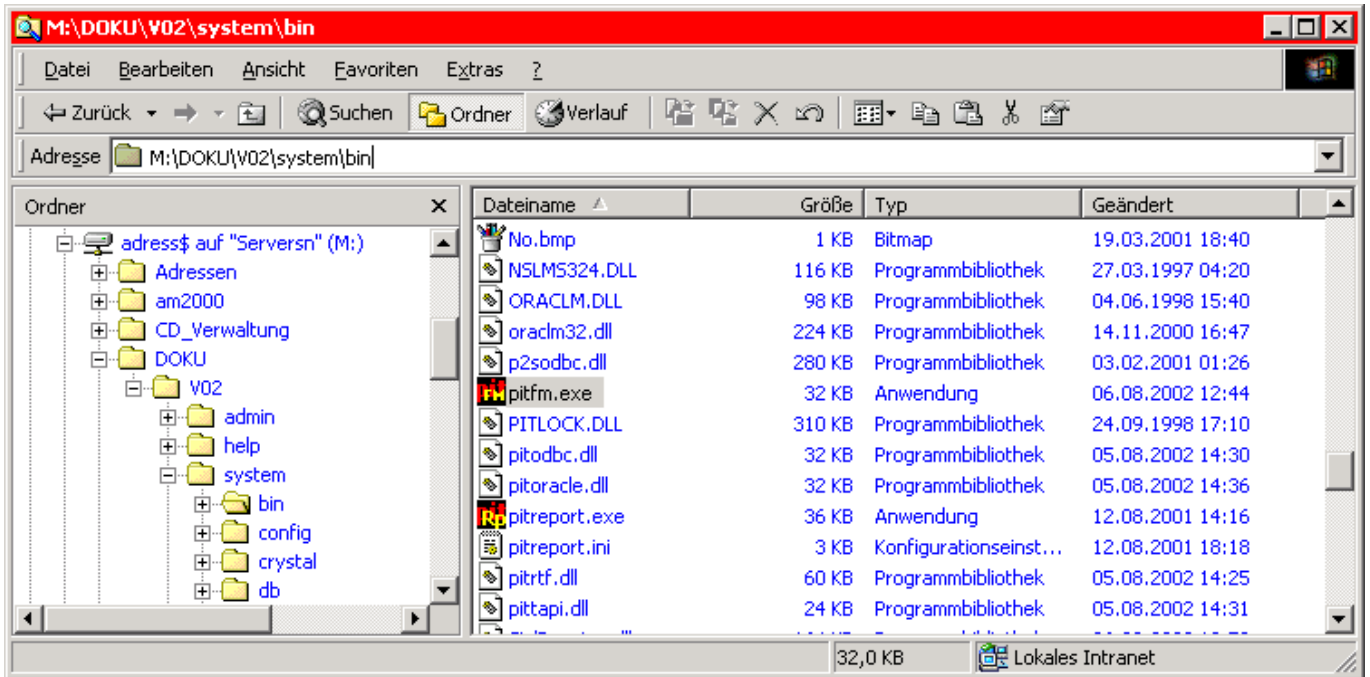 M:\DOKU\V02\system\bin
Datei Bearbeiten Ansicht Favoriten Extras ?
Zurück Suchen Ordner Verlauf
Adresse M:\DOKU\V02\system\bin
Ordner
adress$ auf "Serversn" (M:)
Adressen
am2000
CD_Verwaltung
DOKU
V02
admin
help
system
bin
config
crystal
db
Dateiname Größe Typ Geändert
No.bmp 1 KB Bitmap 19.03.2001 18:40
NSLMS324.DLL 116 KB Programmbibliothek 27.03.1997 04:20
ORACLM.DLL 98 KB Programmbibliothek 04.06.1998 15:40
oraclm32.dll 224 KB Programmbibliothek 14.11.2000 16:47
p2sodbc.dll 280 KB Programmbibliothek 03.02.2001 01:26
pitfm.exe 32 KB Anwendung 06.08.2002 12:44
PITLOCK.DLL 310 KB Programmbibliothek 24.09.1998 17:10
pitodbc.dll 32 KB Programmbibliothek 05.08.2002 14:30
pitoracle.dll 32 KB Programmbibliothek 05.08.2002 14:36
pitreport.exe 36 KB Anwendung 12.08.2001 14:16
pitreport.ini 3 KB Konfigurationseinst... 12.08.2001 18:18
pitrtf.dll 60 KB Programmbibliothek 05.08.2002 14:25
pittapi.dll 24 KB Programmbibliothek 05.08.2002 14:31
32,0 KB Lokales Intranet